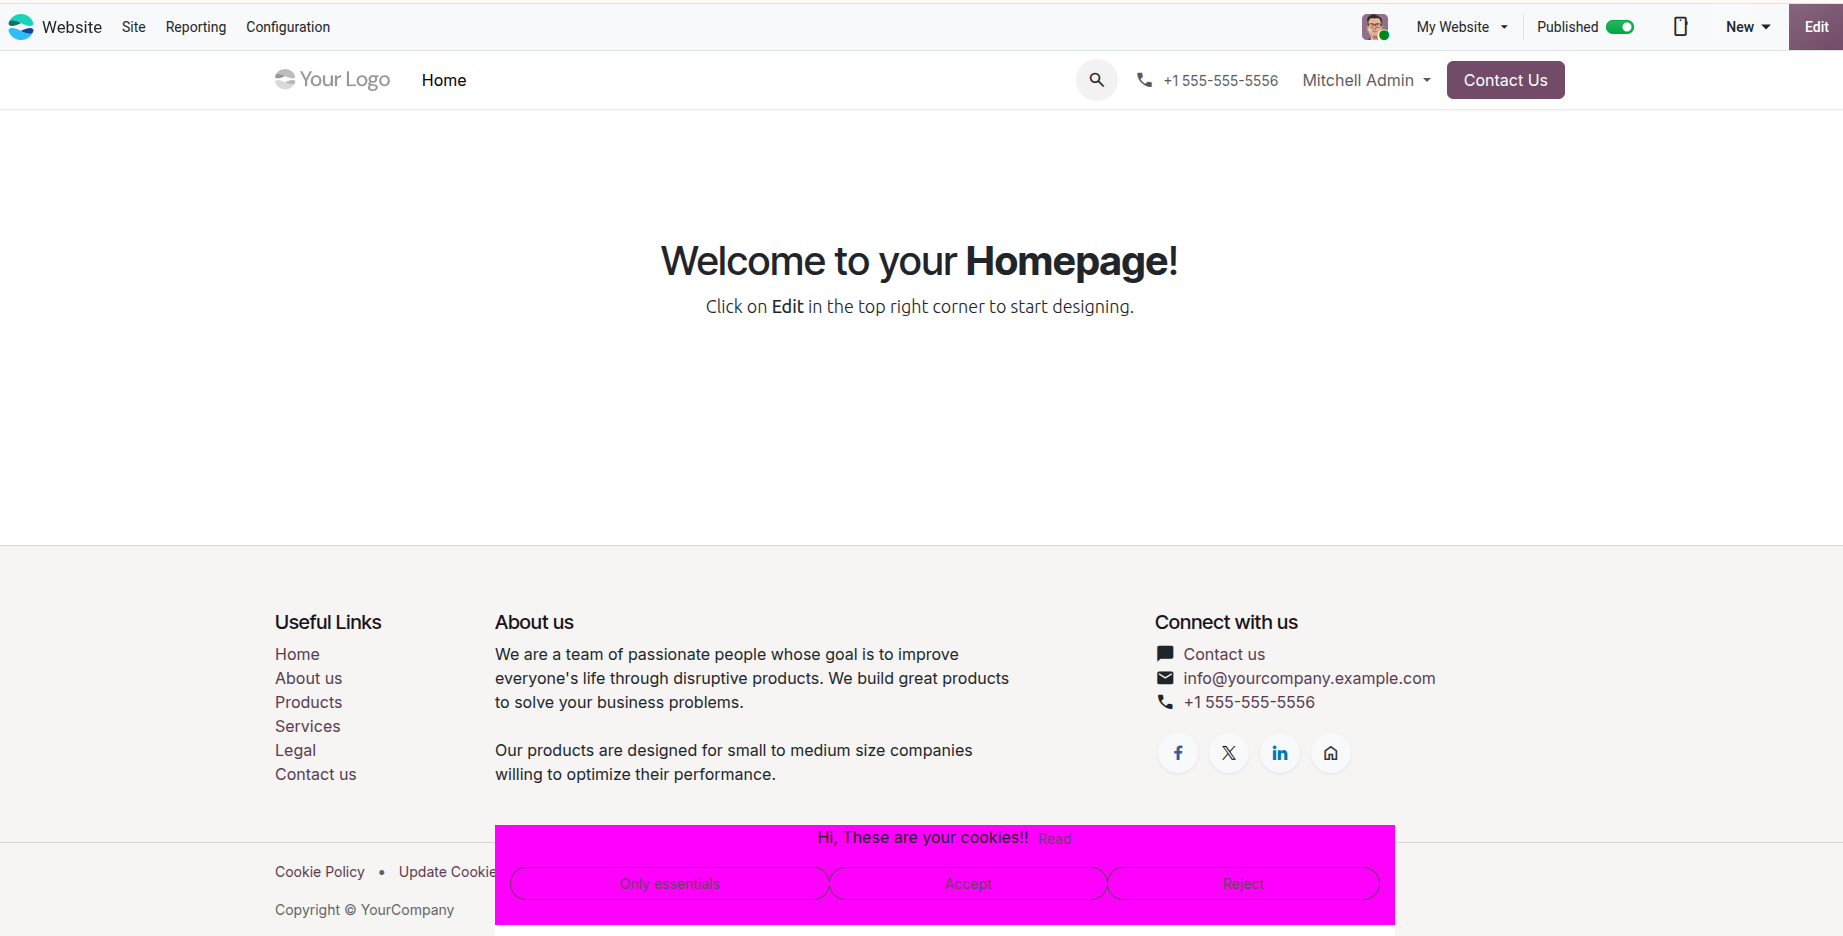 Website Site Reporting Configuration My Website Published New Edit
Your Logo Home +1 555-555-5556 Mitchell Admin Contact Us
Welcome to your Homepage!
Click on Edit in the top right corner to start designing.
Useful Links
Home
About us
Products
Services
Legal
Contact us
About us
We are a team of passionate people whose goal is to improve
everyone's life through disruptive products. We build great products
to solve your business problems.
Our products are designed for small to medium size companies
willing to optimize their performance.
Connect with us
Contact us
info@yourcompany.example.com
+1 555-555-5556
Hi, These are your cookies!! Read
Only essentials Accept Reject
Cookie Policy • Update Cookie
Copyright © YourCompany